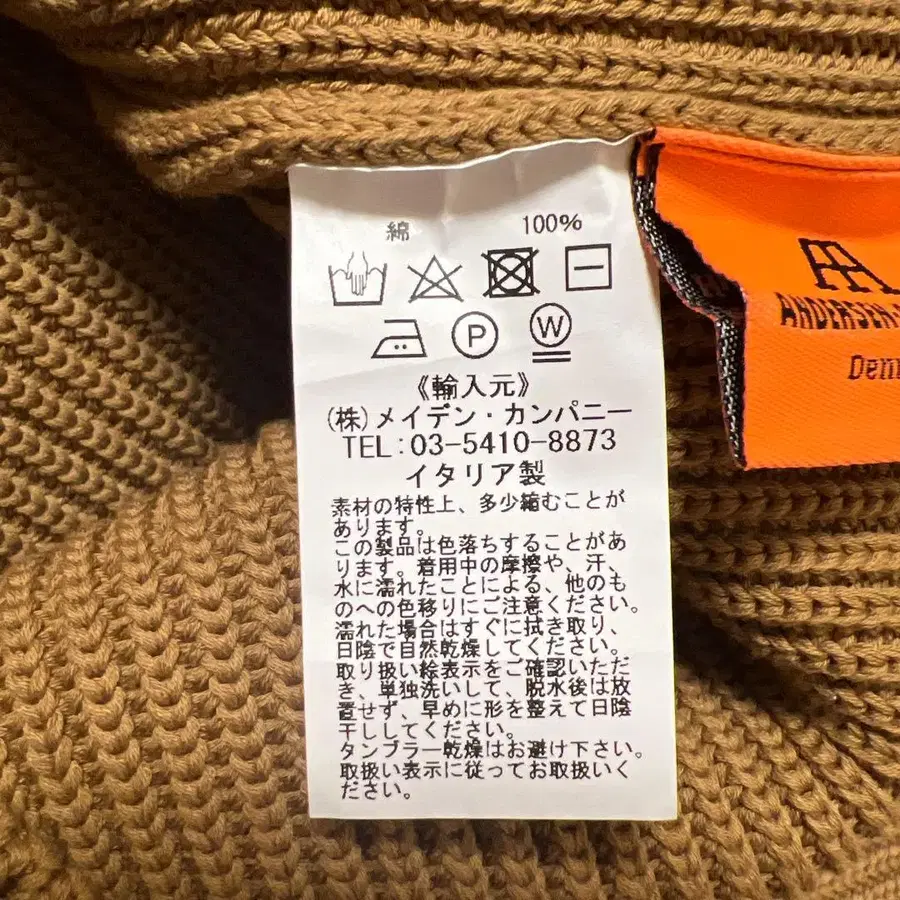 綿 100%
P W
《輸入元》
(株)メイデン・カンパニー
TEL:03-5410-8873
イタリア製
素材の特性上、多少縮むことが
あります。
この製品は色落ちすることがあ
ります。着用中の摩擦や、汗、
水に濡れたことによる、他のも
のへの色移りにご注意ください。
濡れた場合はすぐに拭き取り、
日陰で自然乾燥してください。
取り扱い絵表示をご確認いただ
き、単独洗いして、脱水後は放
置せず、早めに形を整えて日陰
干ししてください。
タンブラー乾燥はお避け下さい。
取扱い表示に従ってお取扱いく
ださい。
ANDERSEN